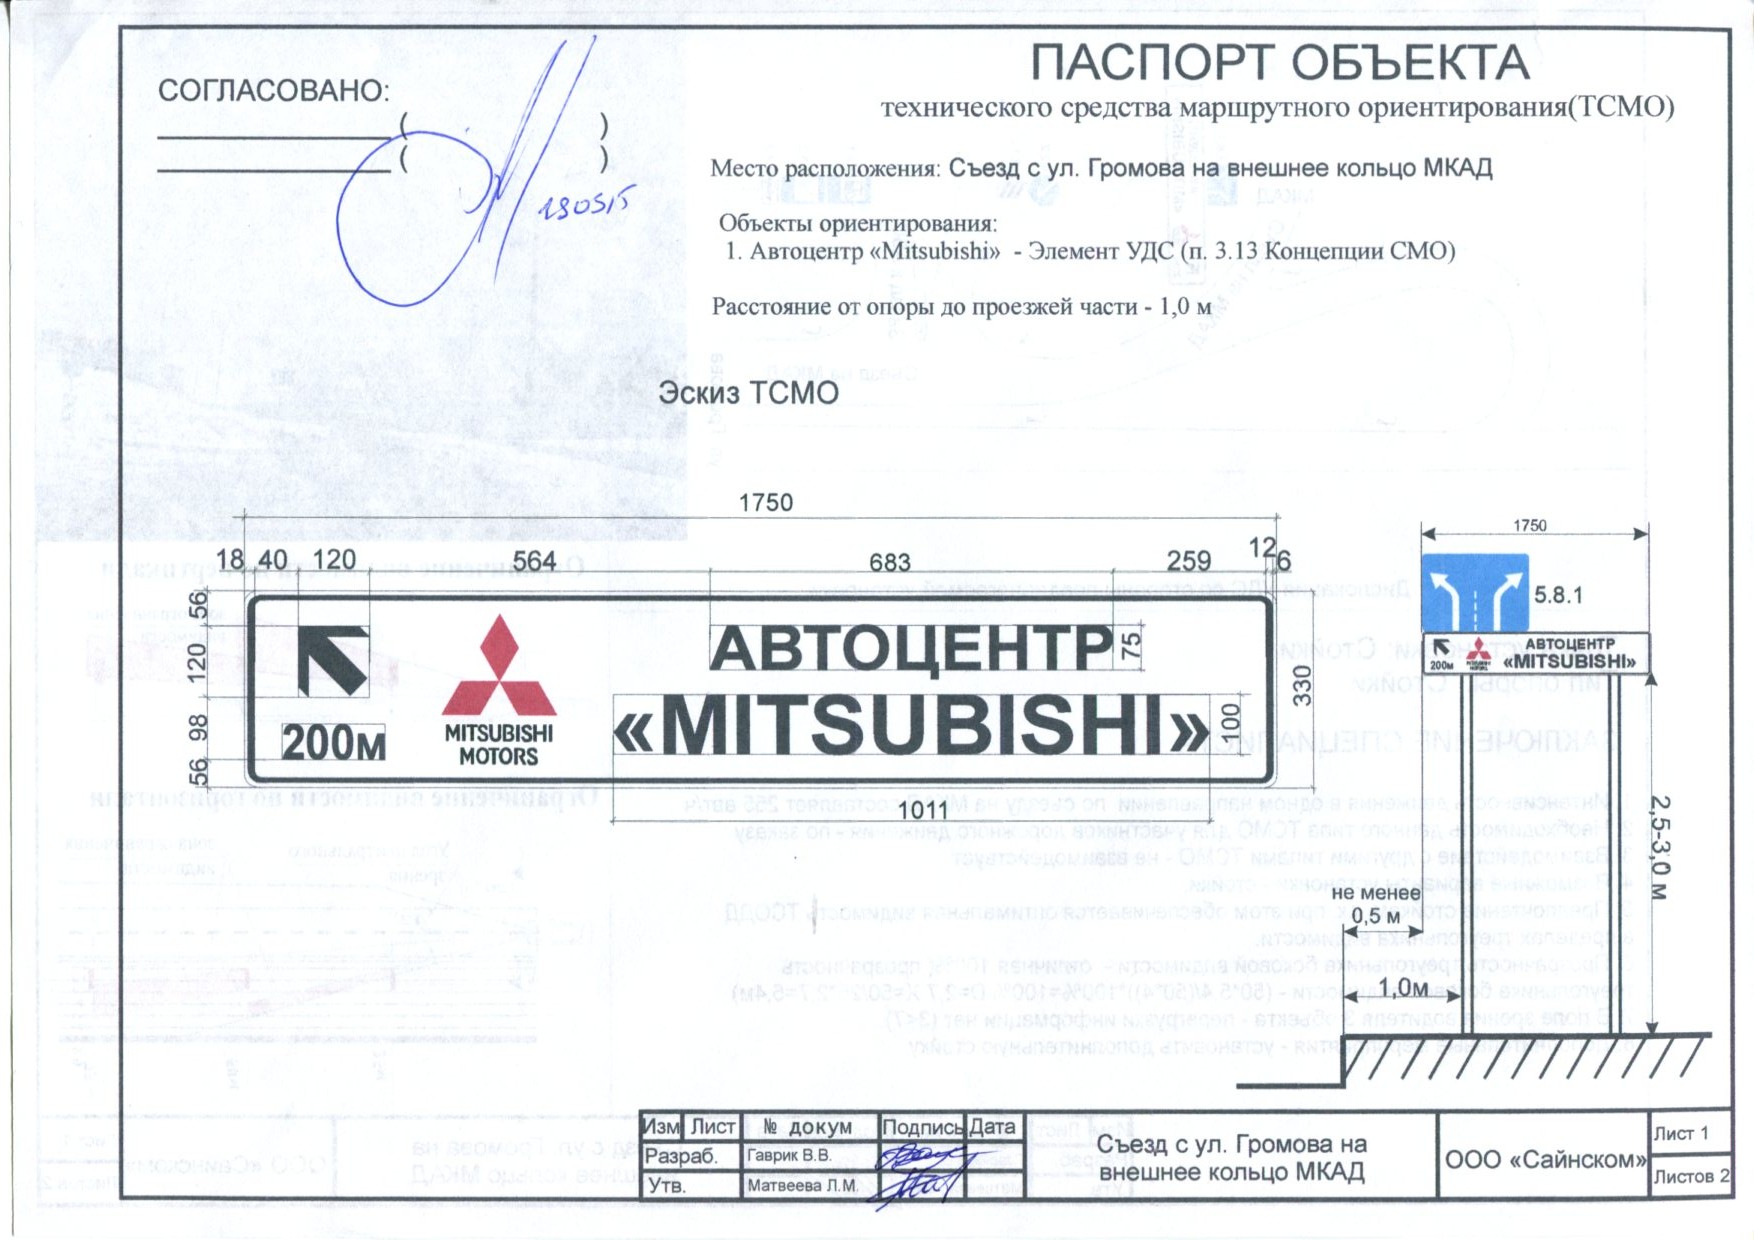 СОГЛАСОВАНО:
( )
( )
190515
ПАСПОРТ ОБЪЕКТА
технического средства маршрутного ориентирования(ТСМО)
Место расположения: Съезд с ул. Громова на внешнее кольцо МКАД
Объекты ориентирования:
1. Автоцентр «Mitsubishi» - Элемент УДС (п. 3.13 Концепции СМО)
Расстояние от опоры до проезжей части - 1,0 м
Эскиз ТСМО
1750
18 40 120 564 683 259 12 6
56
120
98
56
200м
MITSUBISHI
MOTORS
АВТОЦЕНТР
«MITSUBISHI»
75
100
330
1011
1750
5.8.1
200м
MITSUBISHI
MOTORS
АВТОЦЕНТР
«MITSUBISHI»
2,5-3,0 м
не менее
0,5 м
1,0м
Изм Лист № докум Подпись Дата
Разраб. Гаврик В.В.
Утв. Матвеева Л.М.
Съезд с ул. Громова на
внешнее кольцо МКАД
ООО «Сайнском»
Лист 1
Листов 2